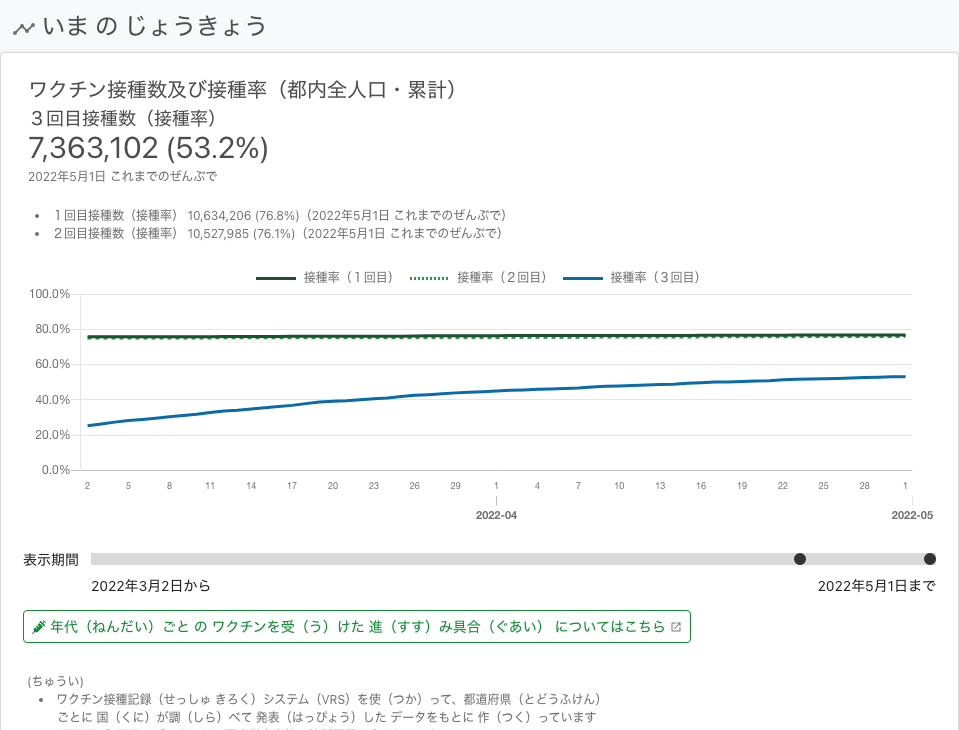 いま の じょうきょう
ワクチン接種数及び接種率（都内全人口・累計）
３回目接種数（接種率）
7,363,102 (53.2%)
2022年5月1日 これまでのぜんぶで
• １回目接種数（接種率） 10,634,206 (76.8%)（2022年5月1日 これまでのぜんぶで）
• ２回目接種数（接種率） 10,527,985 (76.1%)（2022年5月1日 これまでのぜんぶで）
接種率（１回目） 接種率（２回目） 接種率（３回目）
100.0%
80.0%
60.0%
40.0%
20.0%
0.0%
2 5 8 11 14 17 20 23 26 29 1 4 7 10 13 16 19 22 25 28 1
2022-04 2022-05
表示期間
2022年3月2日から 2022年5月1日まで
年代（ねんだい）ごと の ワクチンを受（う）けた 進（すす）み具合（ぐあい） についてはこちら
(ちゅうい)
• ワクチン接種記録（せっしゅ きろく）システム（VRS）を使（つか）って、都道府県（とどうふけん）
ごとに 国（くに）が調（しら）べて 発表（はっぴょう）した データをもとに 作（つく）っています